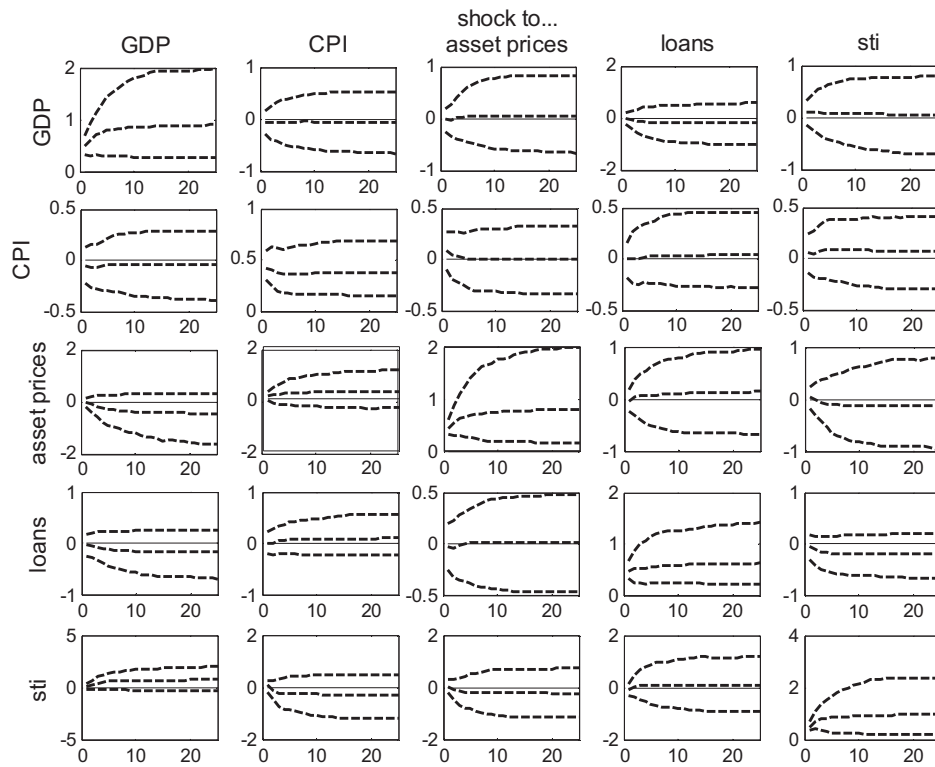 shock to...
GDP CPI asset prices loans sti
2 1 1 2 1
GDP 1 0 0 0 0
0 -1 -1 -2 -1
0 10 20 0 10 20 0 10 20 0 10 20 0 10 20
0.5 1 0.5 0.5 0.5
CPI 0 0.5 0 0 0
-0.5 0 -0.5 -0.5 -0.5
0 10 20 0 10 20 0 10 20 0 10 20 0 10 20
2 2 2 1 1
asset prices 0 0 1 0 0
-2 -2 0 -1 -1
0 10 20 0 10 20 0 10 20 0 10 20 0 10 20
1 1 0.5 2 1
loans 0 0 0 1 0
-1 -1 -0.5 0 -1
0 10 20 0 10 20 0 10 20 0 10 20 0 10 20
5 2 2 2 4
sti 0 0 0 0 2
-5 -2 -2 -2 0
0 10 20 0 10 20 0 10 20 0 10 20 0 10 20